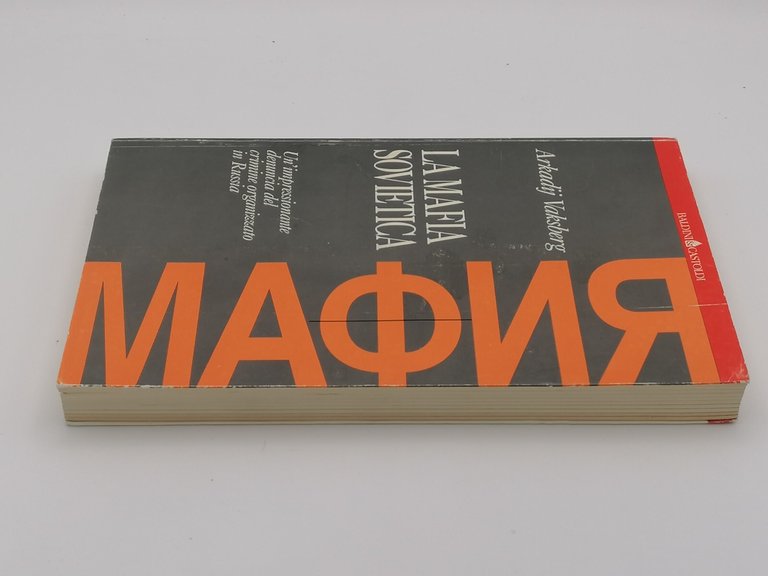 BALDINI & CASTOLDI
Arkadij Vaksberg
LA MAFIA
SOVIETICA
Un'impressionante
denuncia del
crimine organizzato
in Russia
МАФИЯ